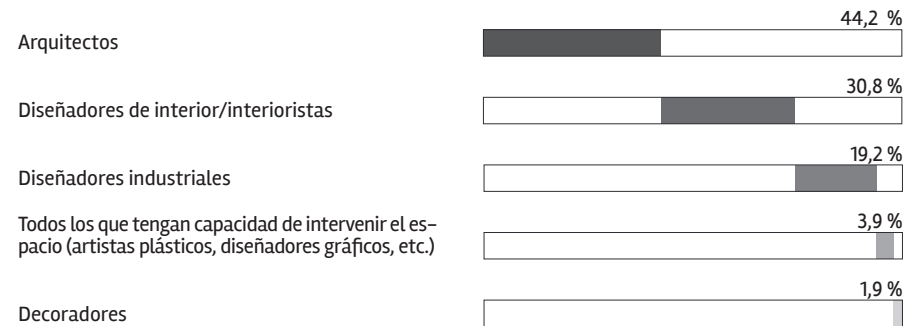 44,2 %
Arquitectos
30,8 %
Diseñadores de interior/interioristas
19,2 %
Diseñadores industriales
Todos los que tengan capacidad de intervenir el es-
pacio (artistas plásticos, diseñadores gráficos, etc.)
3,9 %
1,9 %
Decoradores